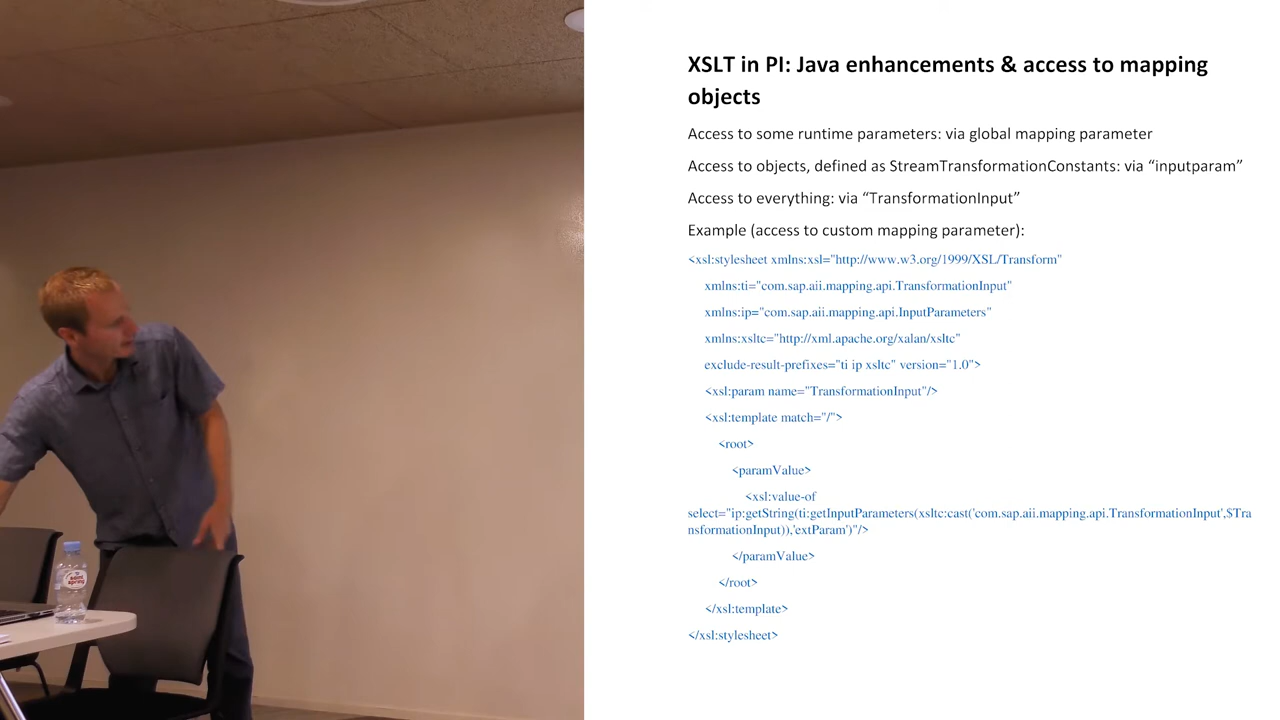 XSLT in PI: Java enhancements & access to mapping
objects
Access to some runtime parameters: via global mapping parameter
Access to objects, defined as StreamTransformationConstants: via “inputparam”
Access to everything: via “TransformationInput”
Example (access to custom mapping parameter):
<xsl:stylesheet xmlns:xsl="http://www.w3.org/1999/XSL/Transform"
xmlns:ti="com.sap.aii.mapping.api.TransformationInput"
xmlns:ip="com.sap.aii.mapping.api.InputParameters"
xmlns:xsltc="http://xml.apache.org/xalan/xsltc"
exclude-result-prefixes="ti ip xsltc" version="1.0">
<xsl:param name="TransformationInput"/>
<xsl:template match="/">
<root>
<paramValue>
<xsl:value-of
select="ip:getString(ti:getInputParameters(xsltc:cast('com.sap.aii.mapping.api.TransformationInput',$Tra
nsformationInput)),'extParam')"/>
</paramValue>
</root>
</xsl:template>
</xsl:stylesheet>